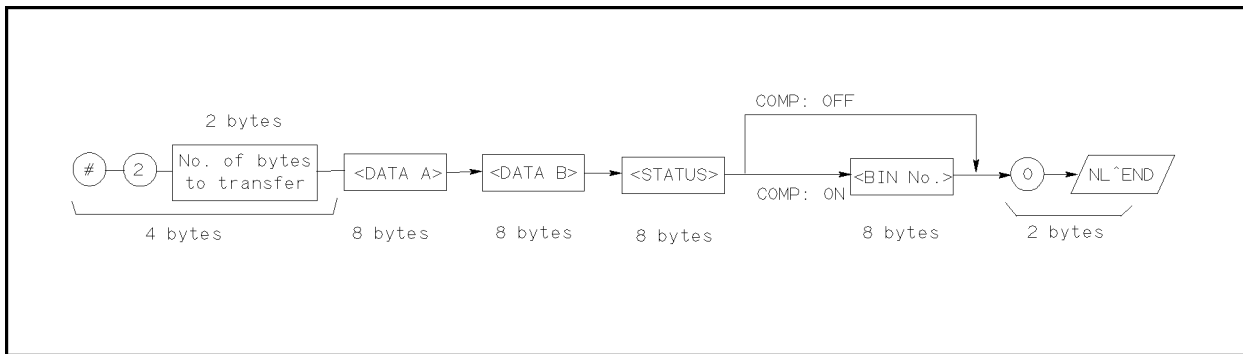 COMP: OFF
2 bytes
# 2 No. of bytes to transfer <DATA A> <DATA B> <STATUS> COMP: ON <BIN No.> 0 NL^END
4 bytes 8 bytes 8 bytes 8 bytes 8 bytes 2 bytes